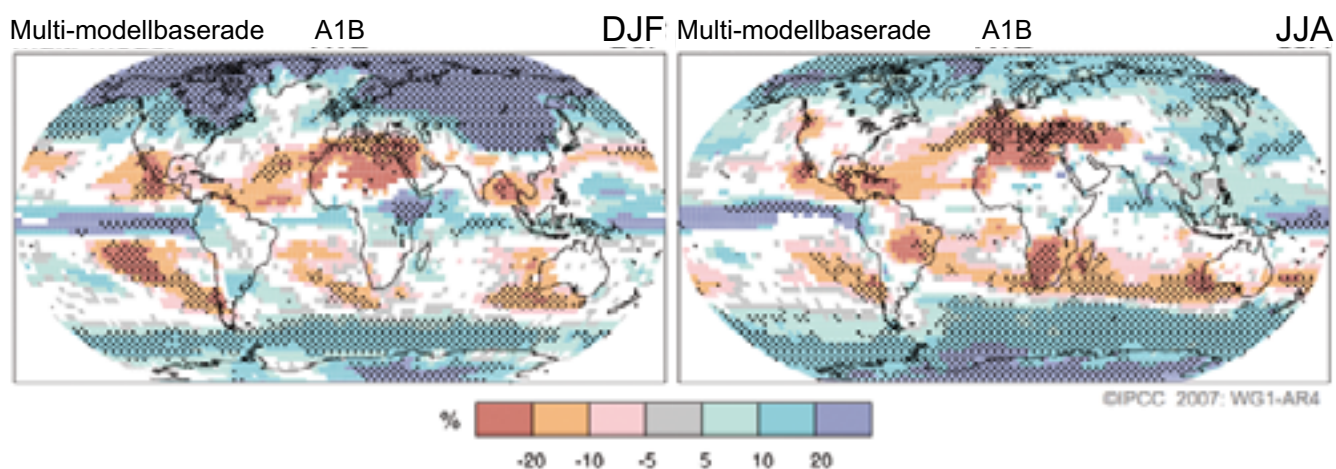 Multi-modellbaserade A1B DJF
Multi-modellbaserade A1B JJA
©IPCC 2007: WG1-AR4
%
-20 -10 -5 5 10 20